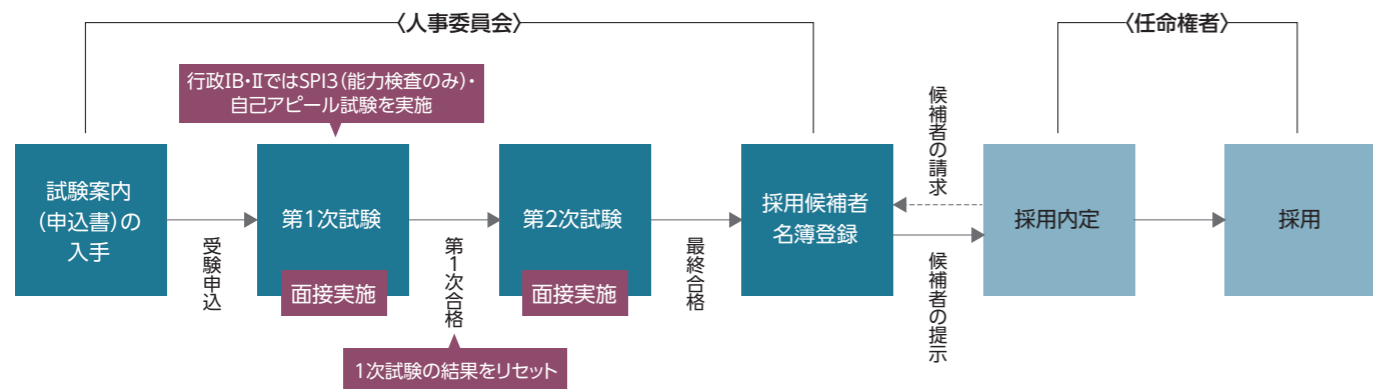 〈人事委員会〉
〈任命権者〉
行政ⅠB・ⅡではSPI3（能力検査のみ）・
自己アピール試験を実施
試験案内
（申込書）の
入手
受験申込
第1次試験
面接実施
第1次合格
1次試験の結果をリセット
第2次試験
面接実施
最終合格
採用候補者
名簿登録
候補者の請求
候補者の提示
採用内定
採用